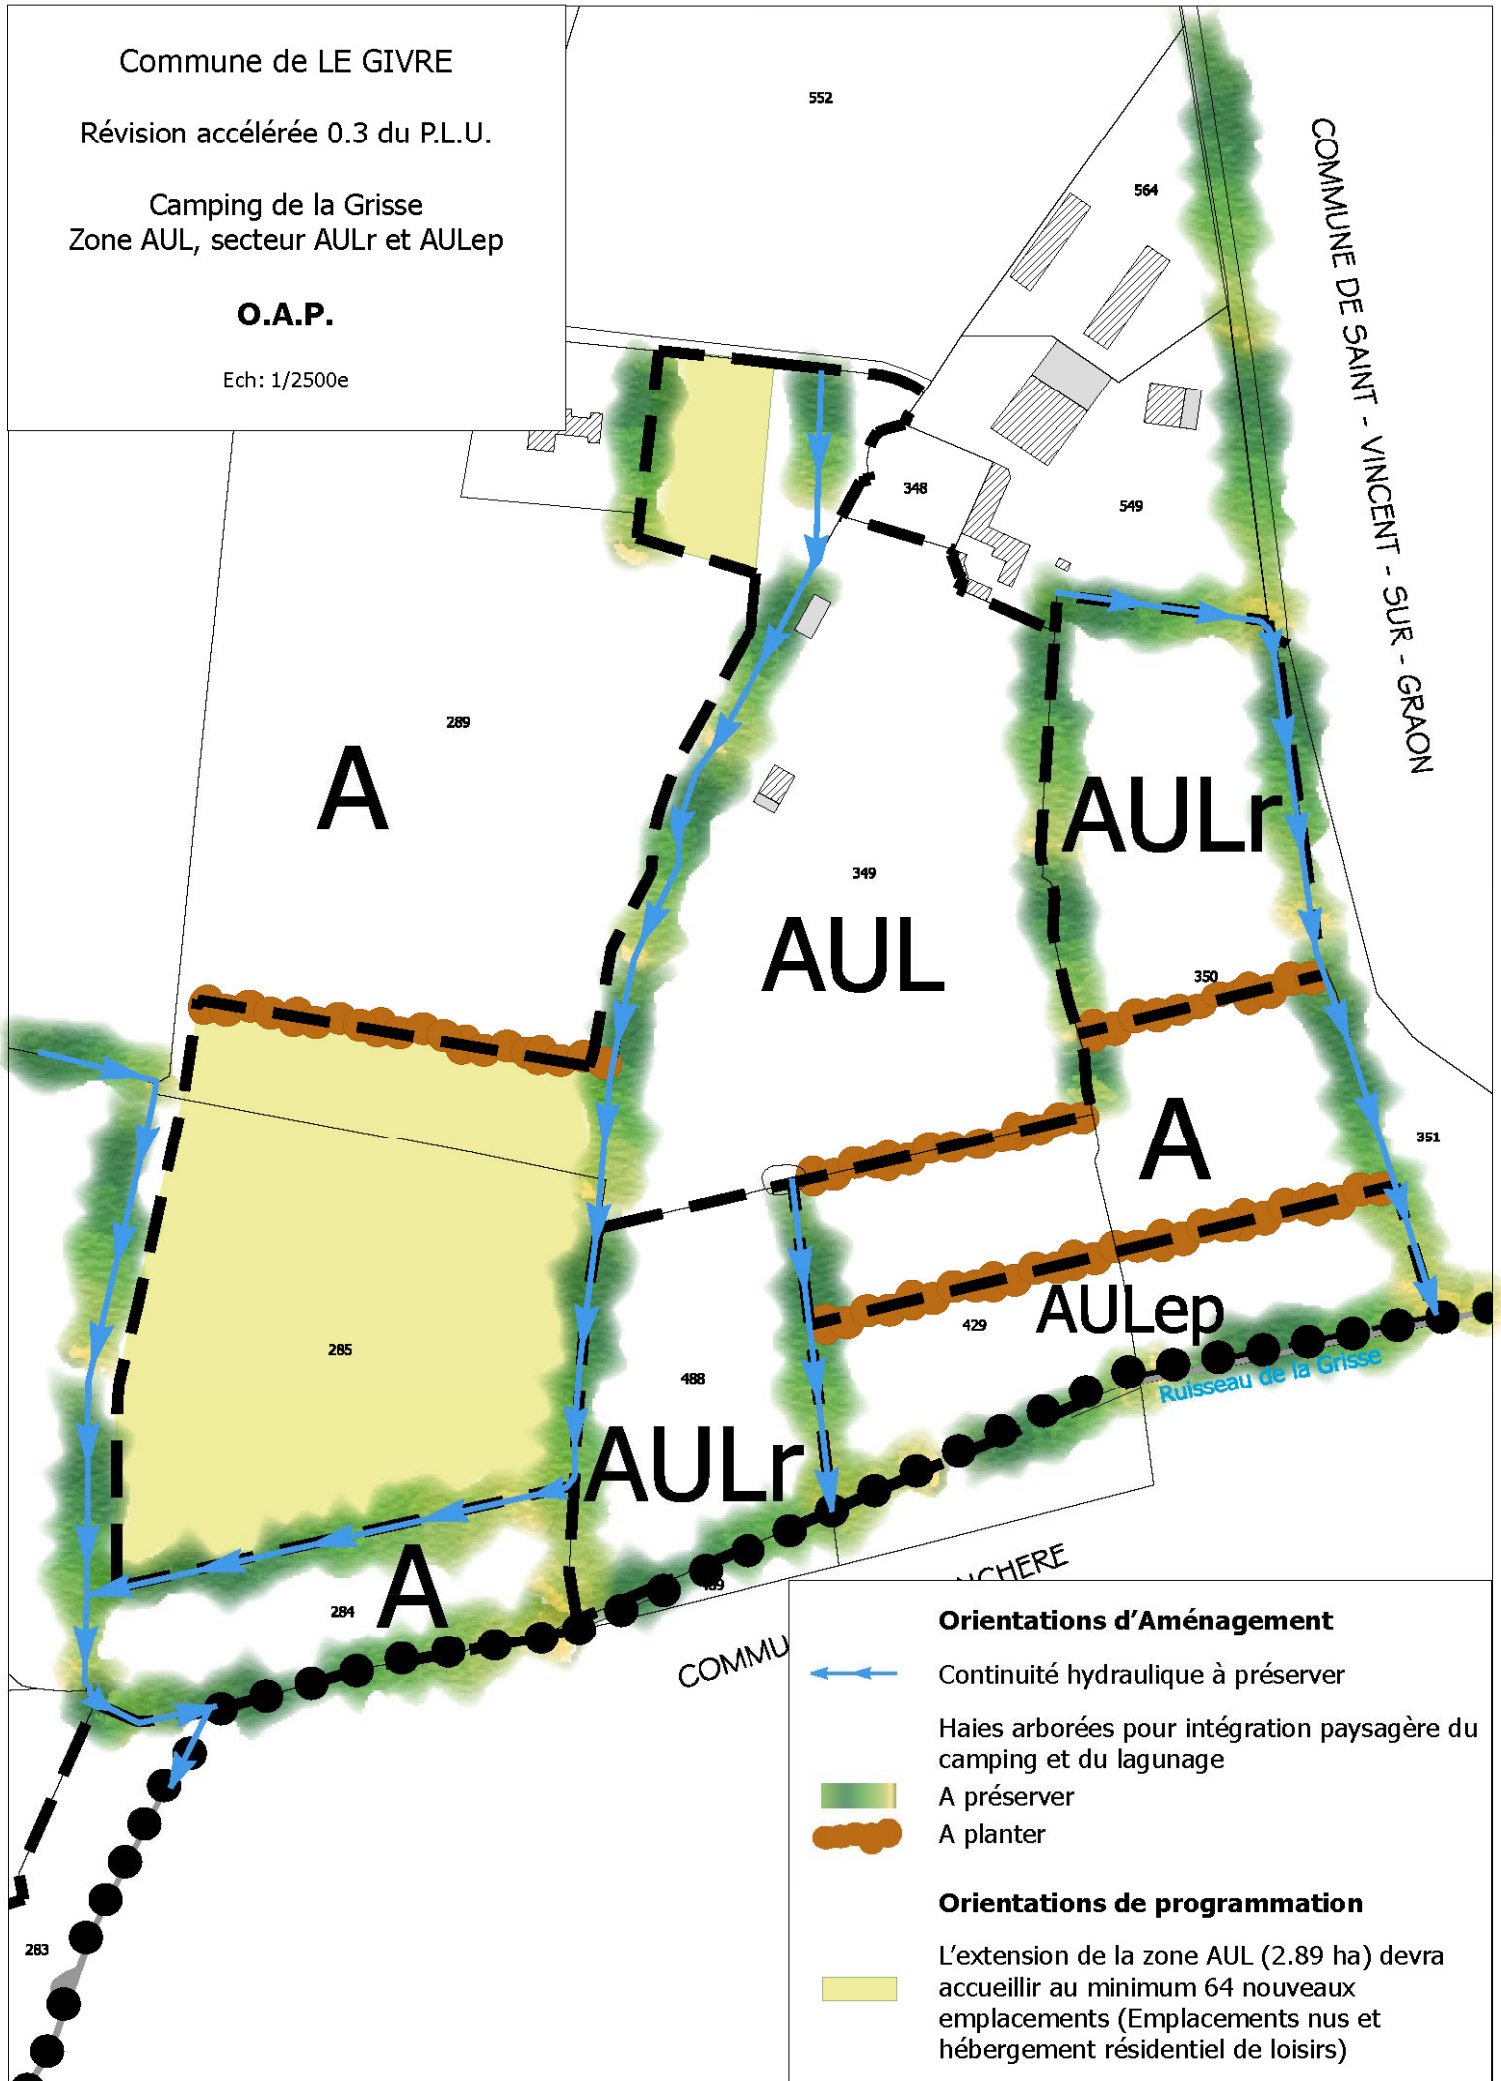 Commune de LE GIVRE
Révision accélérée 0.3 du P.L.U.
Camping de la Grisse
Zone AUL, secteur AULr et AULep
O.A.P.
Ech: 1/2500e
552
564
COMMUNE DE SAINT - VINCENT - SUR - GRAON
348
549
289
A
AULr
349
AUL
350
A
351
285
429
AULep
488
Ruisseau de la Grisse
AULr
A
284
COMMU
NCHERE
283
Orientations d'Aménagement
Continuité hydraulique à préserver
Haies arborées pour intégration paysagère du
camping et du lagunage
A préserver
A planter
Orientations de programmation
L'extension de la zone AUL (2.89 ha) devra
accueillir au minimum 64 nouveaux
emplacements (Emplacements nus et
hébergement résidentiel de loisirs)